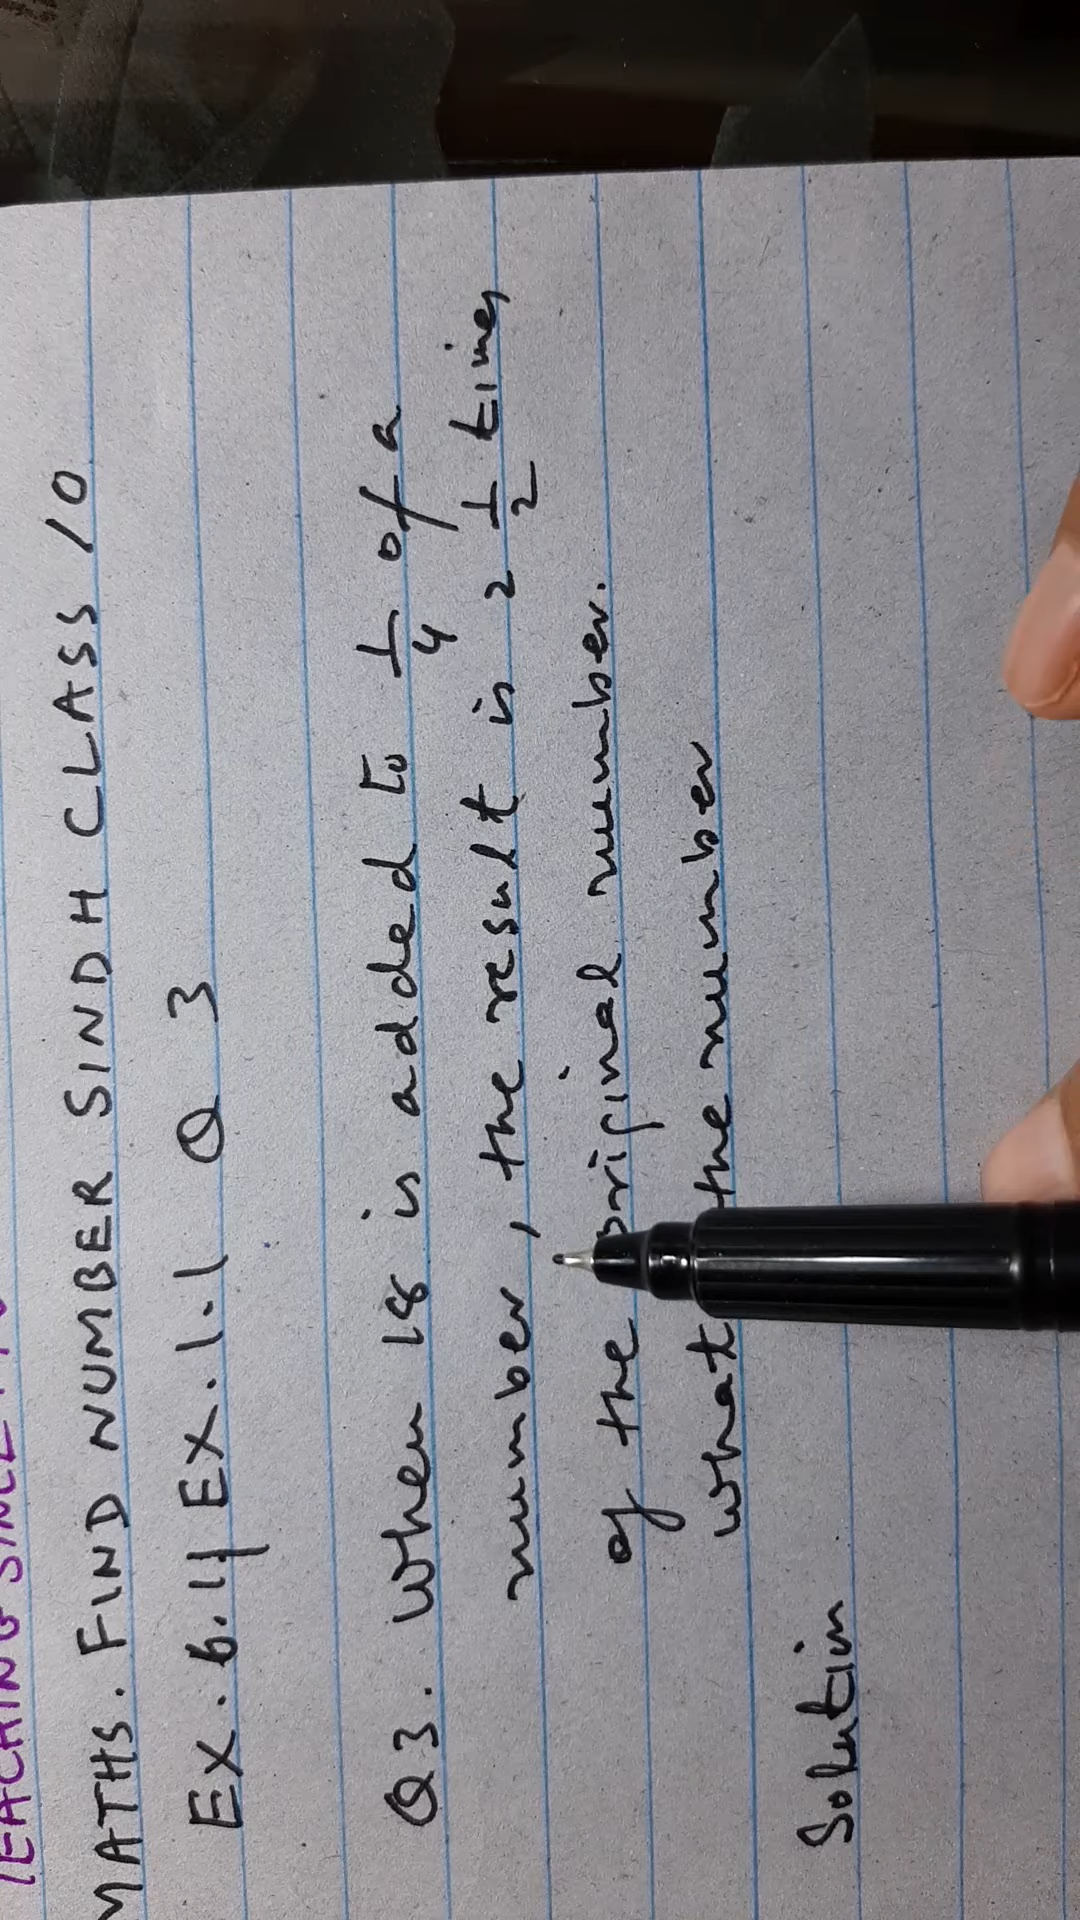 TEACHING SINCE
MATHS. FIND NUMBER SINDH CLASS 10
EX. 6.1/ EX. 1.1 Q 3
Q3. When 18 is added to 1/4 of a
number, the result is 2 1/2 times
of the original number.
what the number
Solution